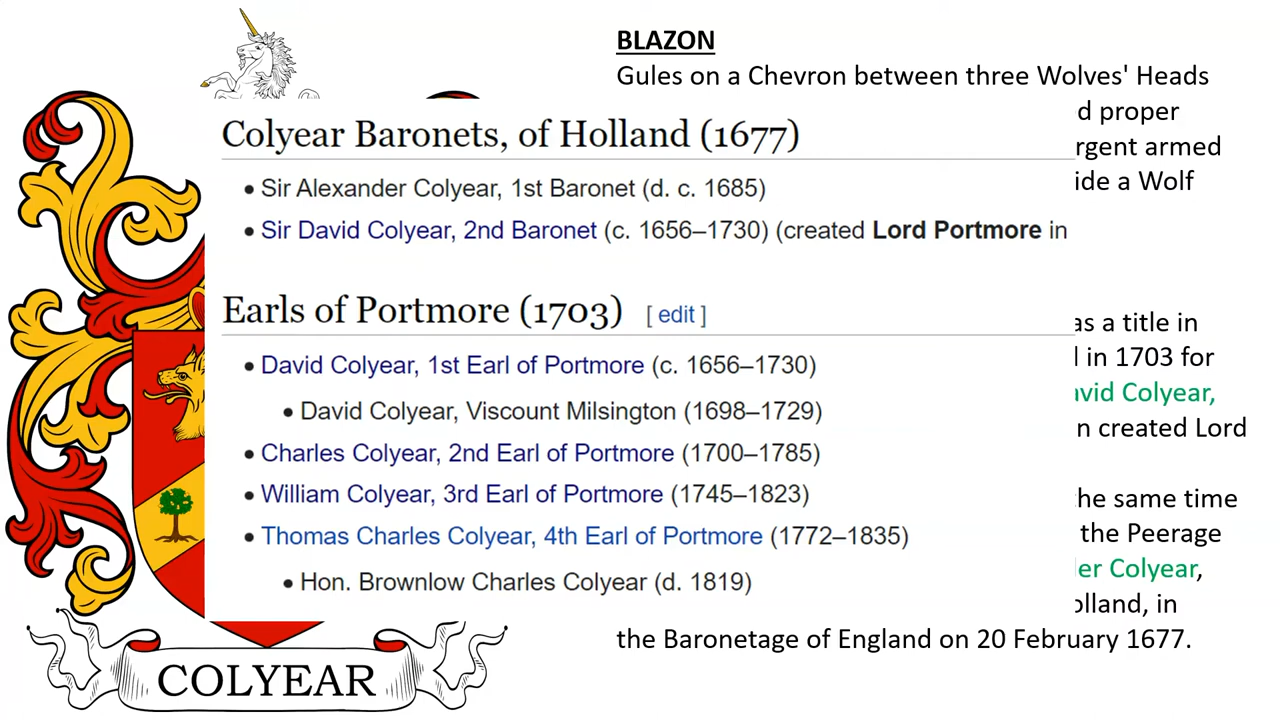 BLAZON
Gules on a Chevron between three Wolves' Heads
d proper
rgent armed
ide a Wolf
Colyear Baronets, of Holland (1677)
• Sir Alexander Colyear, 1st Baronet (d. c. 1685)
• Sir David Colyear, 2nd Baronet (c. 1656–1730) (created Lord Portmore in
Earls of Portmore (1703) [ edit ]
• David Colyear, 1st Earl of Portmore (c. 1656–1730)
• David Colyear, Viscount Milsington (1698–1729)
• Charles Colyear, 2nd Earl of Portmore (1700–1785)
• William Colyear, 3rd Earl of Portmore (1745–1823)
• Thomas Charles Colyear, 4th Earl of Portmore (1772–1835)
• Hon. Brownlow Charles Colyear (d. 1819)
as a title in
in 1703 for
avid Colyear,
n created Lord
he same time
the Peerage
er Colyear,
olland, in
the Baronetage of England on 20 February 1677.
COLYEAR